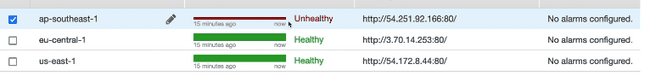 ap-southeast-1 Unhealthy http://54.251.92.166:80/ No alarms configured.
15 minutes ago now
eu-central-1 Healthy http://3.70.14.253:80/ No alarms configured.
15 minutes ago now
us-east-1 Healthy http://54.172.8.44:80/ No alarms configured.
15 minutes ago now